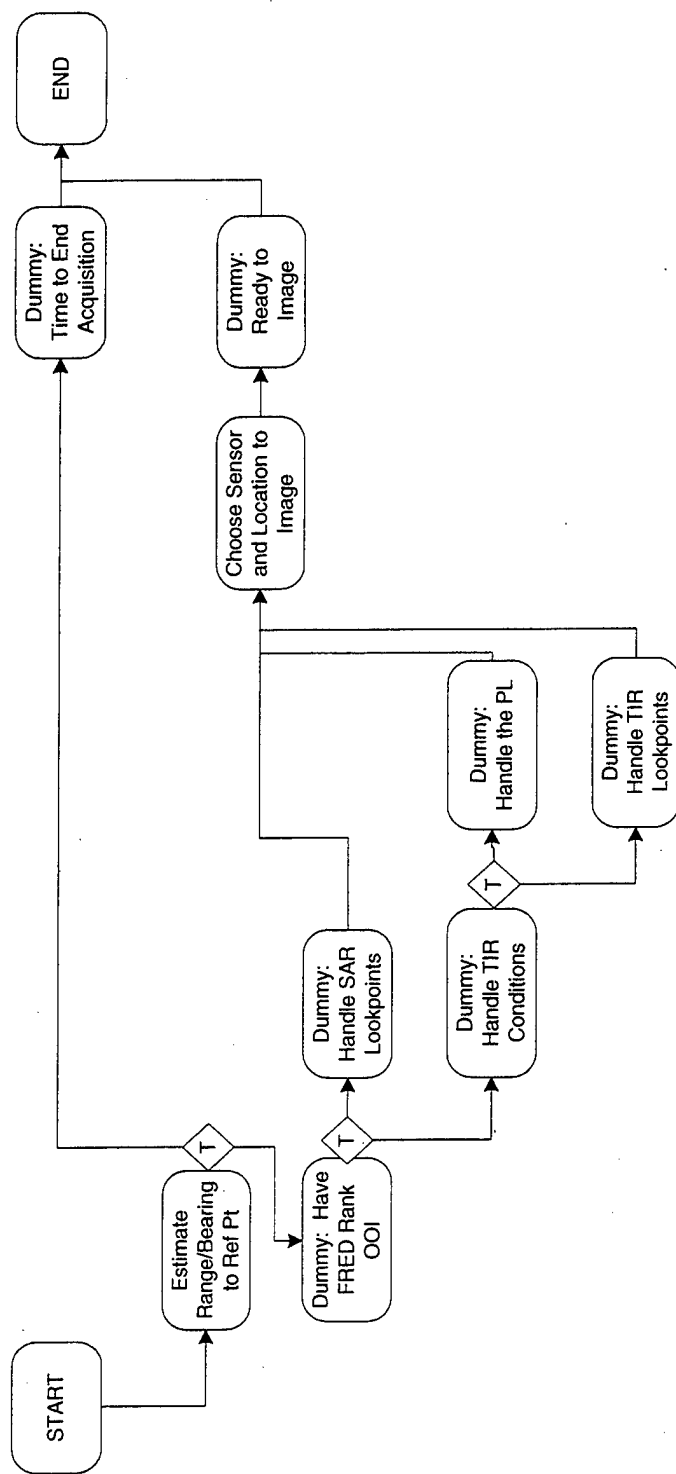 START
Estimate
Range/Bearing
to Ref Pt
T
Dummy:
Time to End
Acquisition
END
Dummy: Have
FRED Rank
OOI
T
Dummy:
Handle SAR
Lookpoints
Dummy:
Handle TIR
Conditions
T
Dummy:
Handle the PL
Dummy:
Handle TIR
Lookpoints
Choose Sensor
and Location to
Image
Dummy:
Ready to
Image